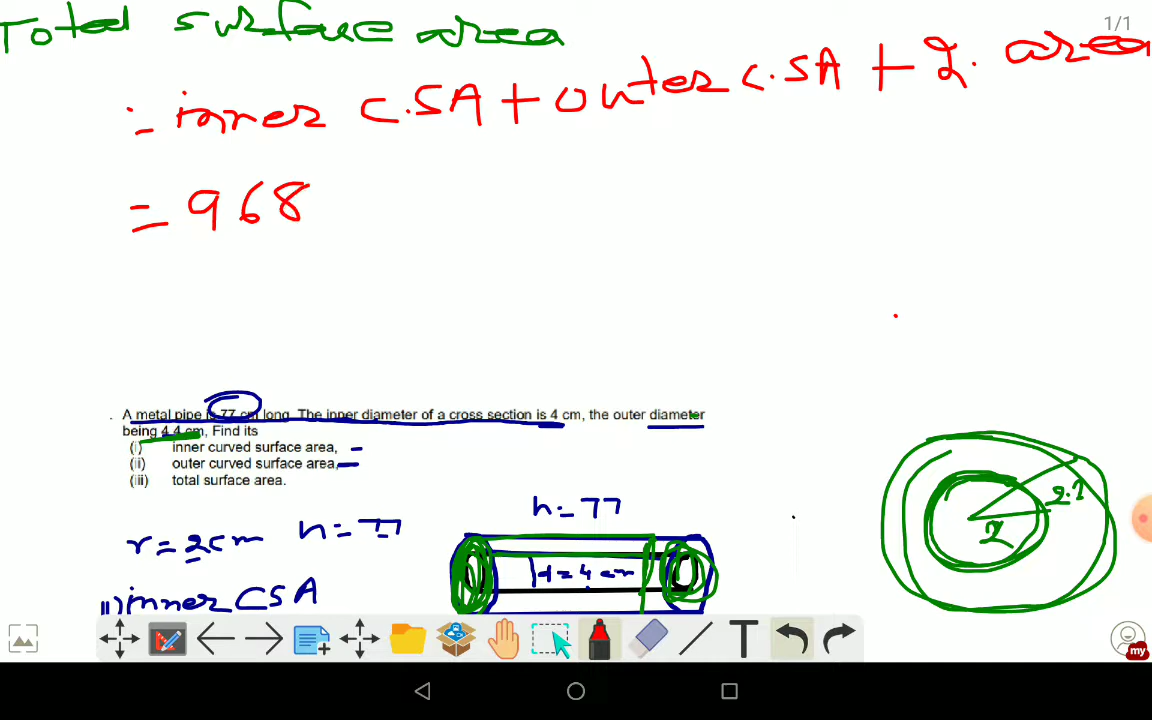 1/1
Total surface area
= inner C.SA + outer C.SA + 2. area
= 968
. A metal pipe is 77 cm long. The inner diameter of a cross section is 4 cm, the outer diameter
being 4.4 cm, Find its
(i) inner curved surface area,
(ii) outer curved surface area,
(iii) total surface area.
h = 77
r = 2cm h = 77
d = 4 cm
2.2
2
ii) inner CSA
T
my